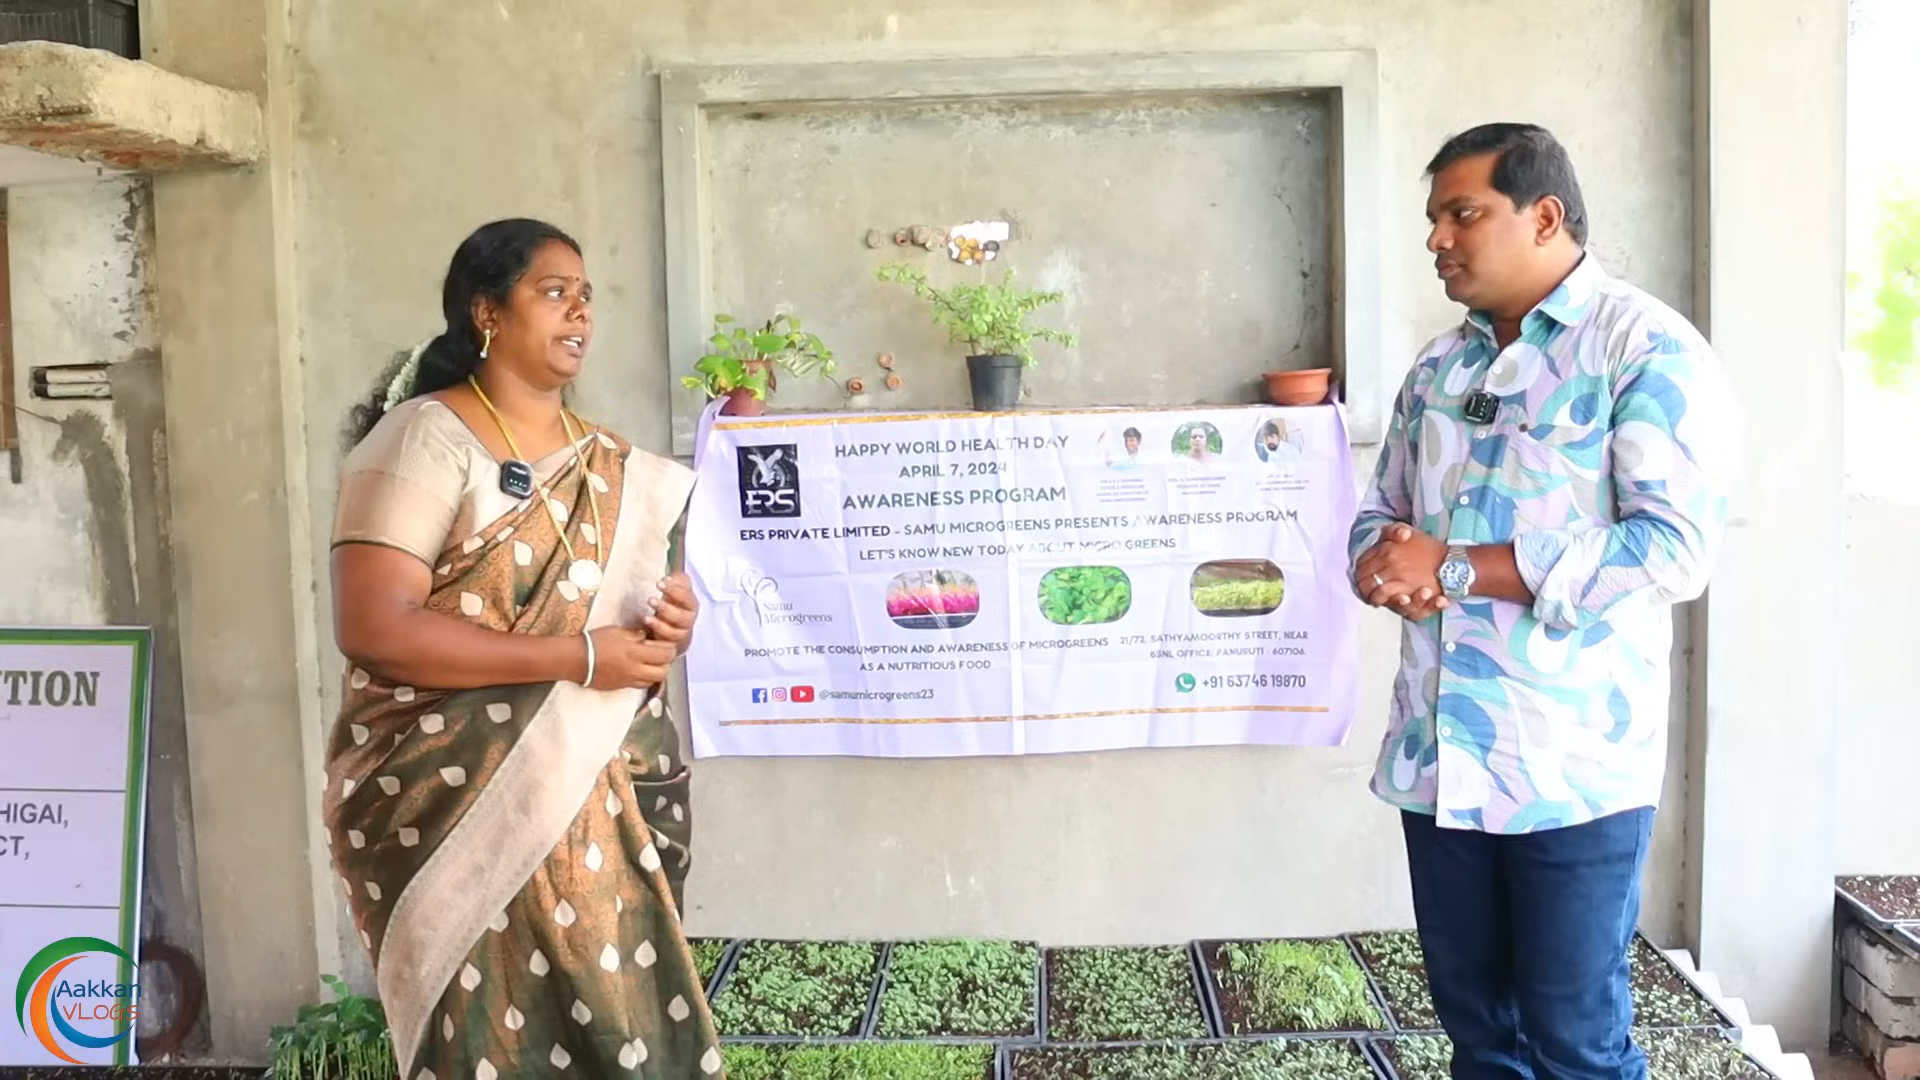 HAPPY WORLD HEALTH DAY
APRIL 7, 2024
AWARENESS PROGRAM
ERS
ERS PRIVATE LIMITED - SAMU MICROGREENS PRESENTS AWARENESS PROGRAM
LET'S KNOW NEW TODAY ABOUT MICRO GREENS
Samu
Microgreens
PROMOTE THE CONSUMPTION AND AWARENESS OF MICROGREENS
AS A NUTRITIOUS FOOD
21/72, SATHYAMOORTHY STREET, NEAR
BSNL OFFICE, PANRUTI - 607106.
@samumicrogreens23
+91 63746 19870
TION
HIGAI,
CT,
Aakkan
VLOGS